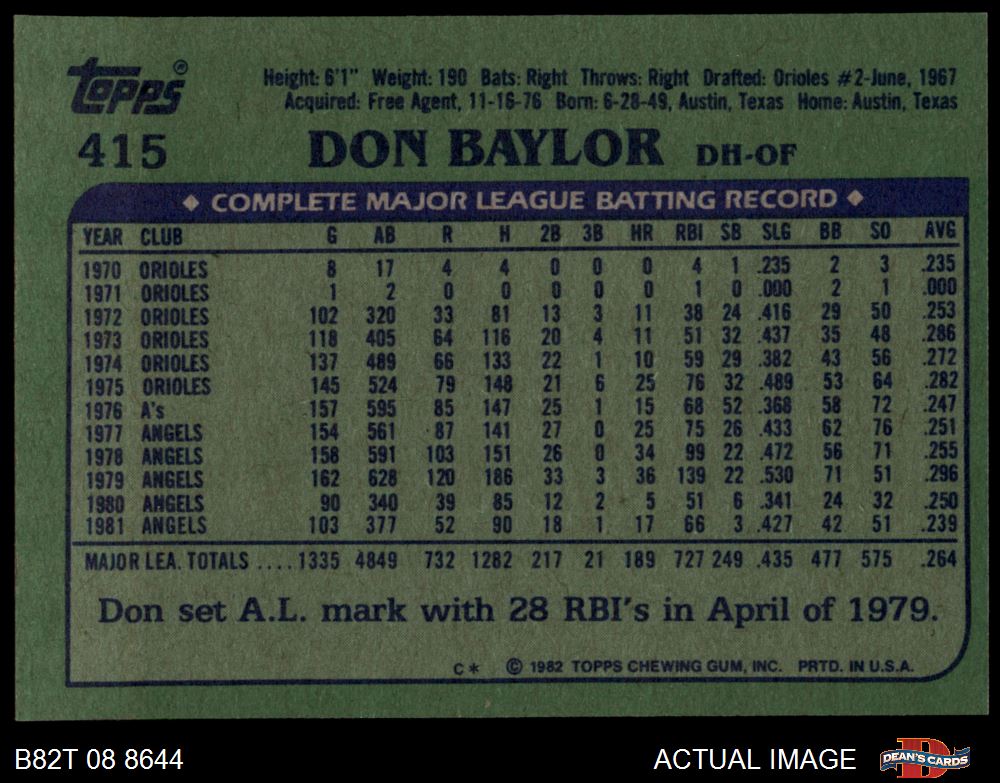 Topps®
Height: 6'1" Weight: 190 Bats: Right Throws: Right Drafted: Orioles #2-June, 1967
Acquired: Free Agent, 11-16-76 Born: 6-28-49, Austin, Texas Home: Austin, Texas
415 DON BAYLOR DH-OF
◆ COMPLETE MAJOR LEAGUE BATTING RECORD ◆
YEAR CLUB G AB R H 2B 3B HR RBI SB SLG BB SO AVG
1970 ORIOLES 8 17 4 4 0 0 0 4 1 .235 2 3 .235
1971 ORIOLES 1 2 0 0 0 0 0 1 0 .000 2 1 .000
1972 ORIOLES 102 320 33 81 13 3 11 38 24 .416 29 50 .253
1973 ORIOLES 118 405 64 116 20 4 11 51 32 .437 35 48 .286
1974 ORIOLES 137 489 66 133 22 1 10 59 29 .382 43 56 .272
1975 ORIOLES 145 524 79 148 21 6 25 76 32 .489 53 64 .282
1976 A's 157 595 85 147 25 1 15 68 52 .368 58 72 .247
1977 ANGELS 154 561 87 141 27 0 25 75 26 .433 62 76 .251
1978 ANGELS 158 591 103 151 26 0 34 99 22 .472 56 71 .255
1979 ANGELS 162 628 120 186 33 3 36 139 22 .530 71 51 .296
1980 ANGELS 90 340 39 85 12 2 5 51 6 .341 24 32 .250
1981 ANGELS 103 377 52 90 18 1 17 66 3 .427 42 51 .239
MAJOR LEA. TOTALS .... 1335 4849 732 1282 217 21 189 727 249 .435 477 575 .264
Don set A.L. mark with 28 RBI's in April of 1979.
C* © 1982 TOPPS CHEWING GUM, INC. PRTD. IN U.S.A.
B82T 08 8644 ACTUAL IMAGE DEAN'S CARDS